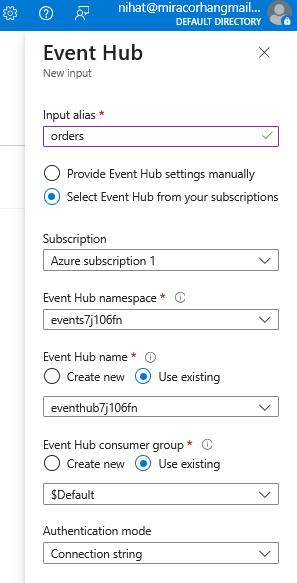 nihat@miracorhangmail....
DEFAULT DIRECTORY
Event Hub
New input
Input alias *
orders
Provide Event Hub settings manually
Select Event Hub from your subscriptions
Subscription
Azure subscription 1
Event Hub namespace *
events7j106fn
Event Hub name *
Create new Use existing
eventhub7j106fn
Event Hub consumer group *
Create new Use existing
$Default
Authentication mode
Connection string